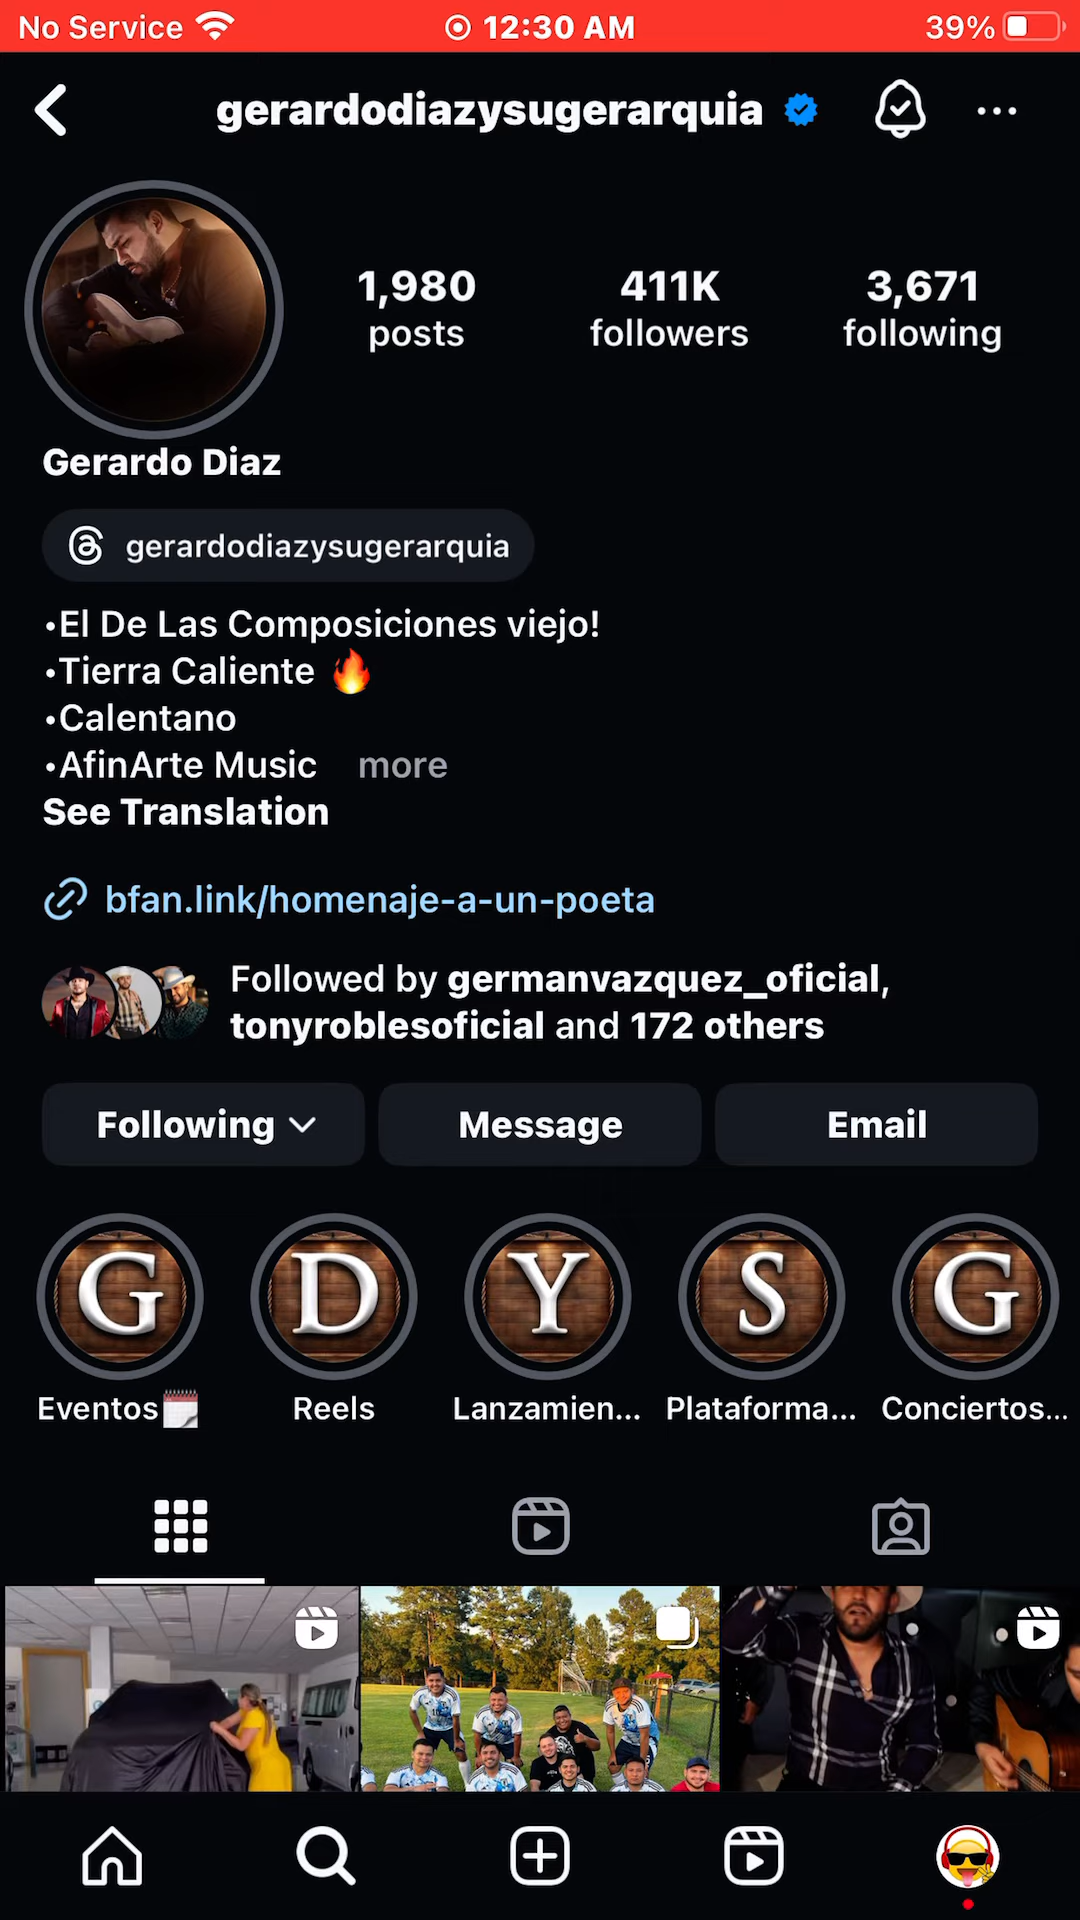 No Service 12:30 AM 39%
gerardodiazysugerarquia
1,980 411K 3,671
posts followers following
Gerardo Diaz
gerardodiazysugerarquia
•El De Las Composiciones viejo!
•Tierra Caliente 🔥
•Calentano
•AfinArte Music more
See Translation
bfan.link/homenaje-a-un-poeta
Followed by germanvazquez_oficial,
tonyroblesoficial and 172 others
Following Message Email
G D Y S G
Eventos🗒️ Reels Lanzamien... Plataforma... Conciertos...